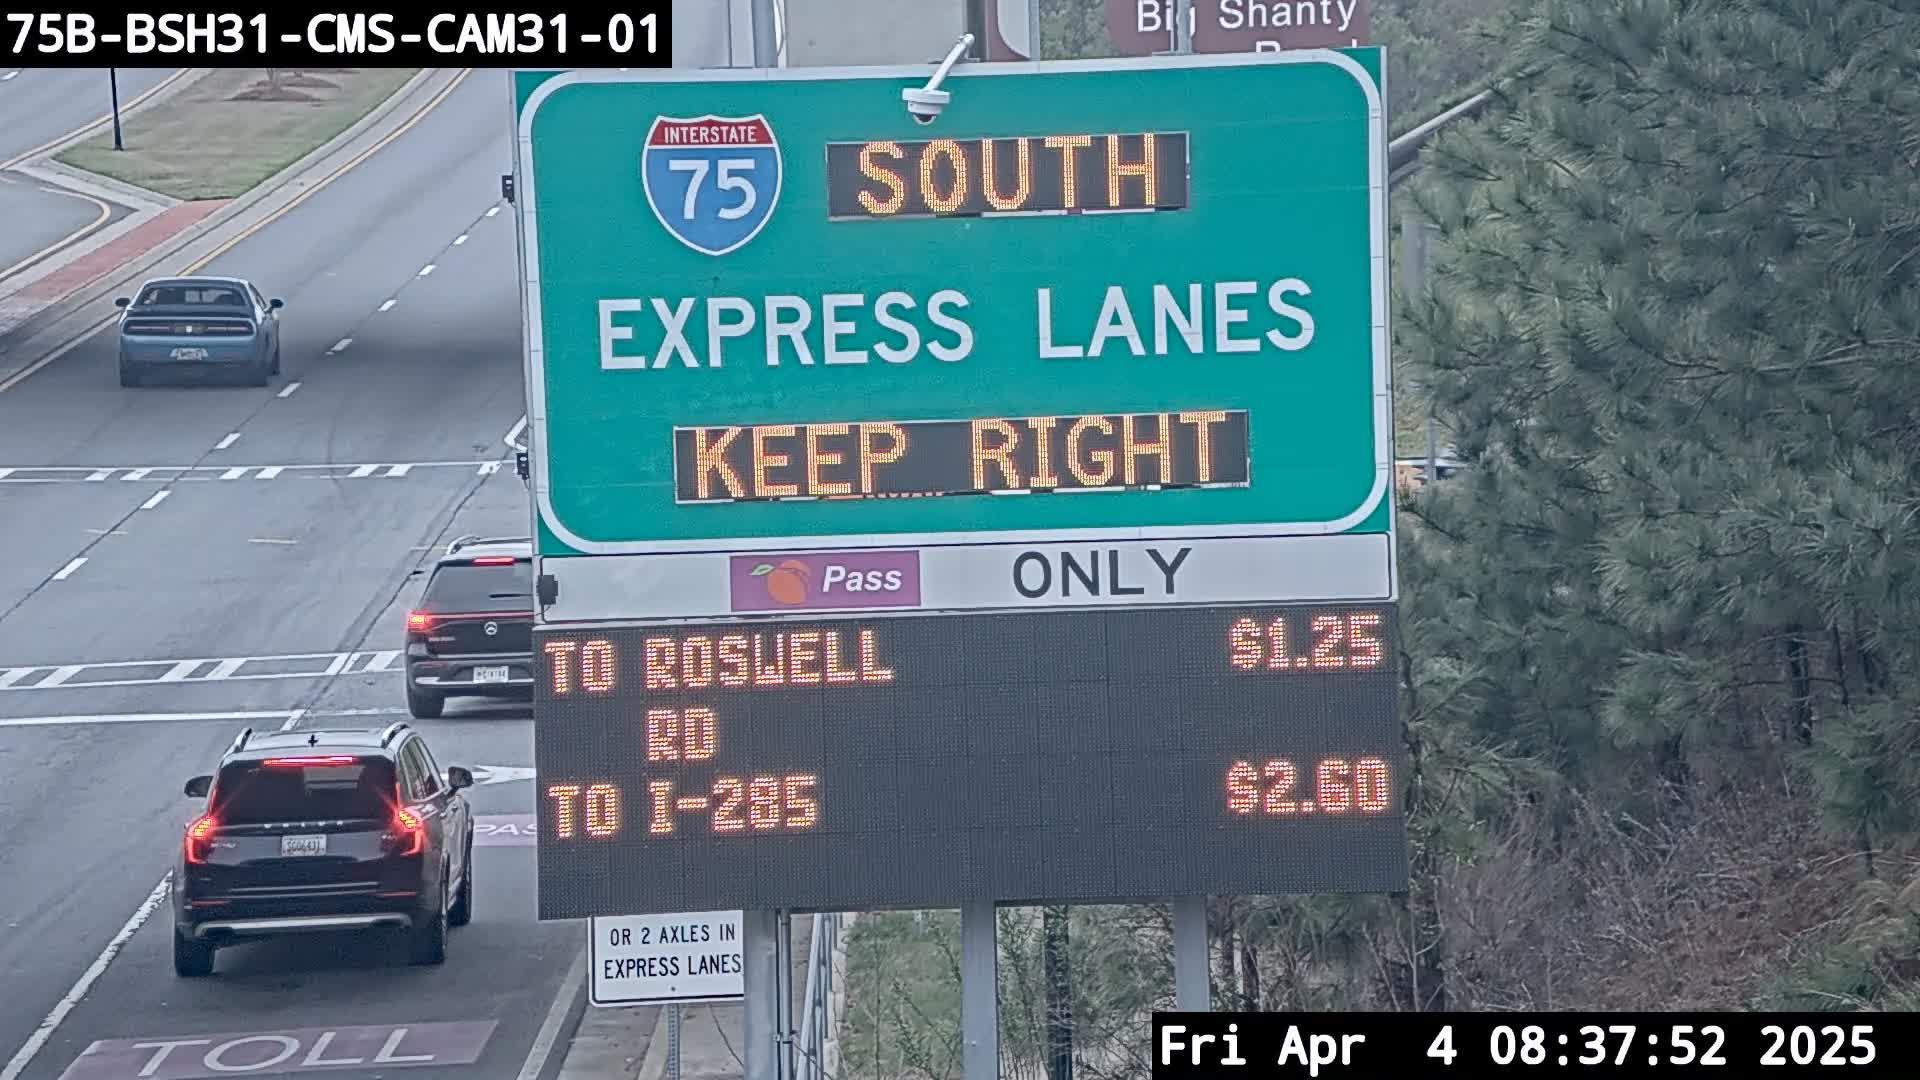 75B-BSH31-CMS-CAM31-01
Big Shanty
Road
INTERSTATE
75
SOUTH
EXPRESS LANES
KEEP RIGHT
Pass ONLY
TO ROSWELL $1.25
RD
TO I-285 $2.60
OR 2 AXLES IN
EXPRESS LANES
TOLL
Fri Apr 4 08:37:52 2025